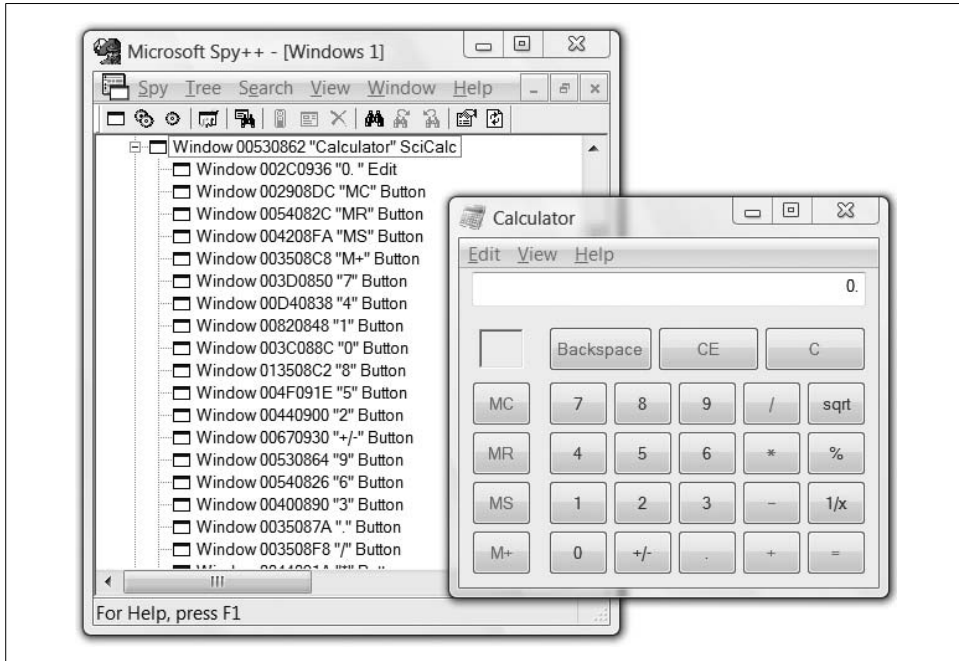 Microsoft Spy++ - [Windows 1]
Spy Tree Search View Window Help
Window 00530862 "Calculator" SciCalc
Window 002C0936 "0. " Edit
Window 002908DC "MC" Button
Window 0054082C "MR" Button
Window 004208FA "MS" Button
Window 003508C8 "M+" Button
Window 003D0850 "7" Button
Window 00D40838 "4" Button
Window 00820848 "1" Button
Window 003C088C "0" Button
Window 013508C2 "8" Button
Window 004F091E "5" Button
Window 00440900 "2" Button
Window 00670930 "+/-" Button
Window 00530864 "9" Button
Window 00540826 "6" Button
Window 00400890 "3" Button
Window 0035087A "." Button
Window 003508F8 "/" Button
For Help, press F1
Calculator
Edit View Help
0.
Backspace CE C
MC 7 8 9 / sqrt
MR 4 5 6 * %
MS 1 2 3 - 1/x
M+ 0 +/- . + =